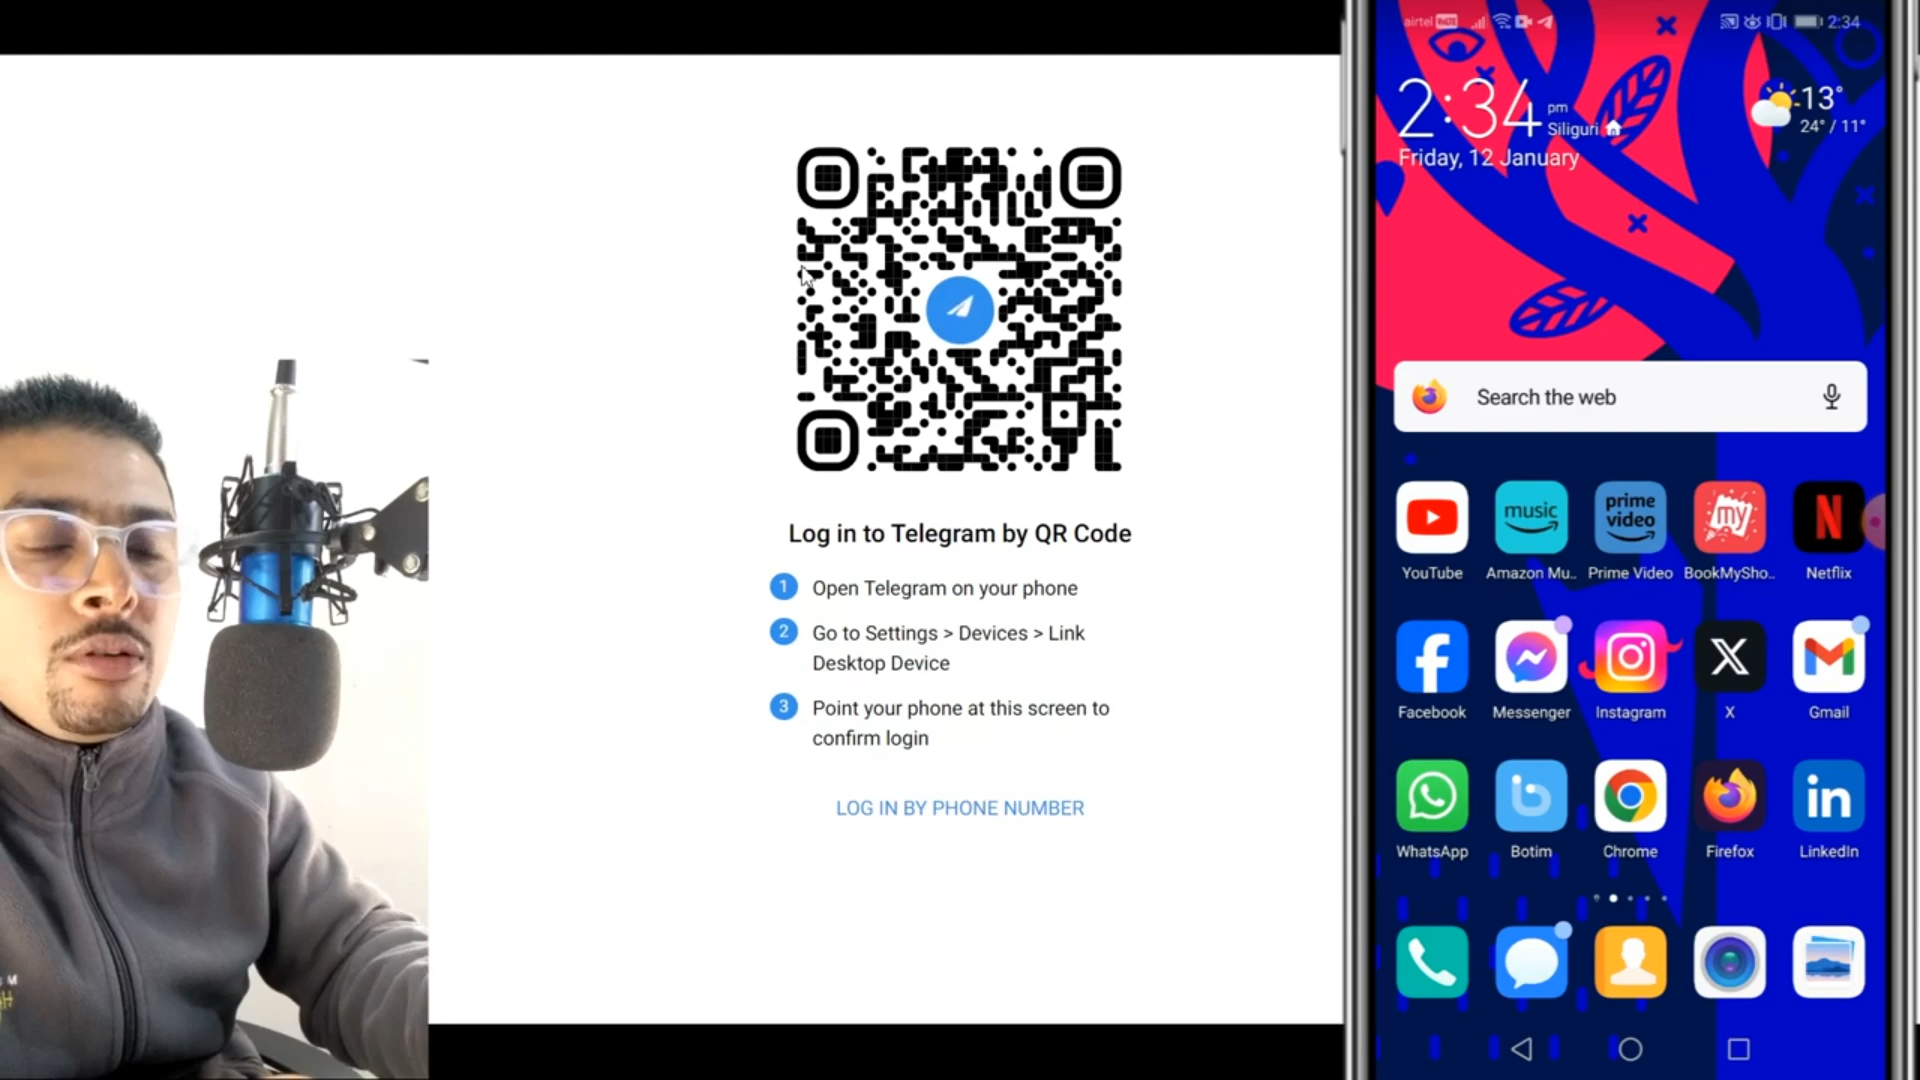 Log in to Telegram by QR Code
1 Open Telegram on your phone
2 Go to Settings > Devices > Link
Desktop Device
3 Point your phone at this screen to
confirm login
LOG IN BY PHONE NUMBER
airtel
2:34
2:34 pm
Siliguri
Friday, 12 January
13°
24° / 11°
Search the web
music
prime
video
my
N
YouTube
Amazon Mu..
Prime Video
BookMySho..
Netflix
Facebook
Messenger
Instagram
X
Gmail
in
WhatsApp
Botim
Chrome
Firefox
LinkedIn